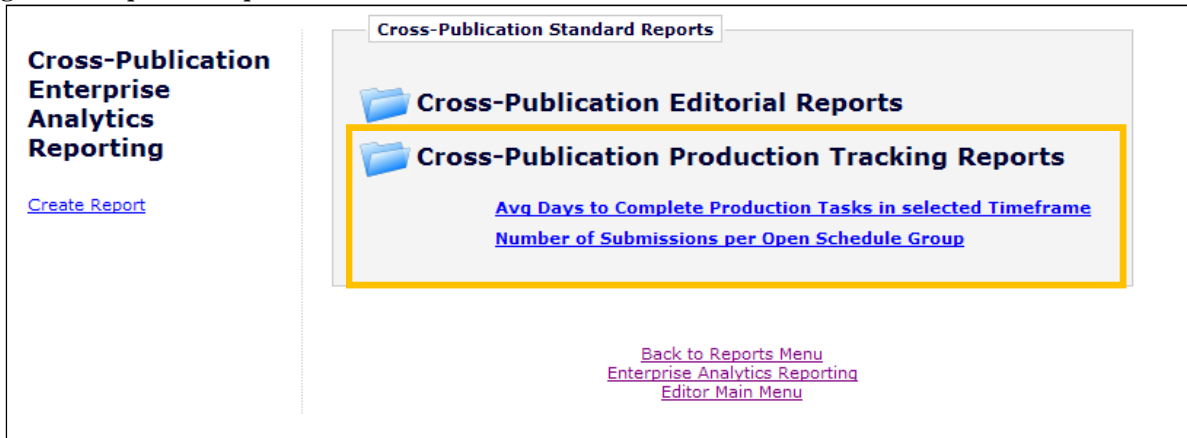 Cross-Publication Standard Reports
Cross-Publication
Enterprise
Analytics
Reporting
Create Report
Cross-Publication Editorial Reports
Cross-Publication Production Tracking Reports
Avg Days to Complete Production Tasks in selected Timeframe
Number of Submissions per Open Schedule Group
Back to Reports Menu
Enterprise Analytics Reporting
Editor Main Menu